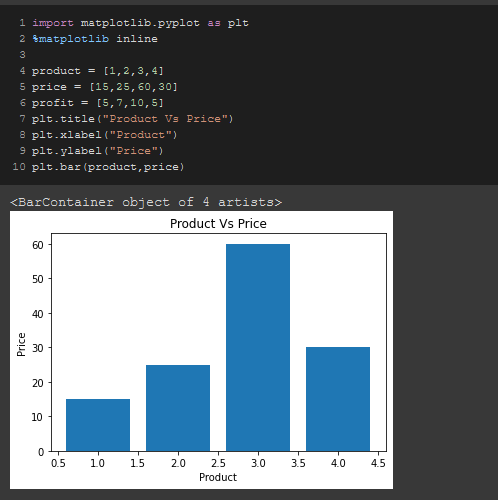 1 import matplotlib.pyplot as plt
2 %matplotlib inline
3
4 product = [1,2,3,4]
5 price = [15,25,60,30]
6 profit = [5,7,10,5]
7 plt.title("Product Vs Price")
8 plt.xlabel("Product")
9 plt.ylabel("Price")
10 plt.bar(product,price)
<BarContainer object of 4 artists>
Product Vs Price
60
50
40
30
20
10
0
Price
0.5 1.0 1.5 2.0 2.5 3.0 3.5 4.0 4.5
Product